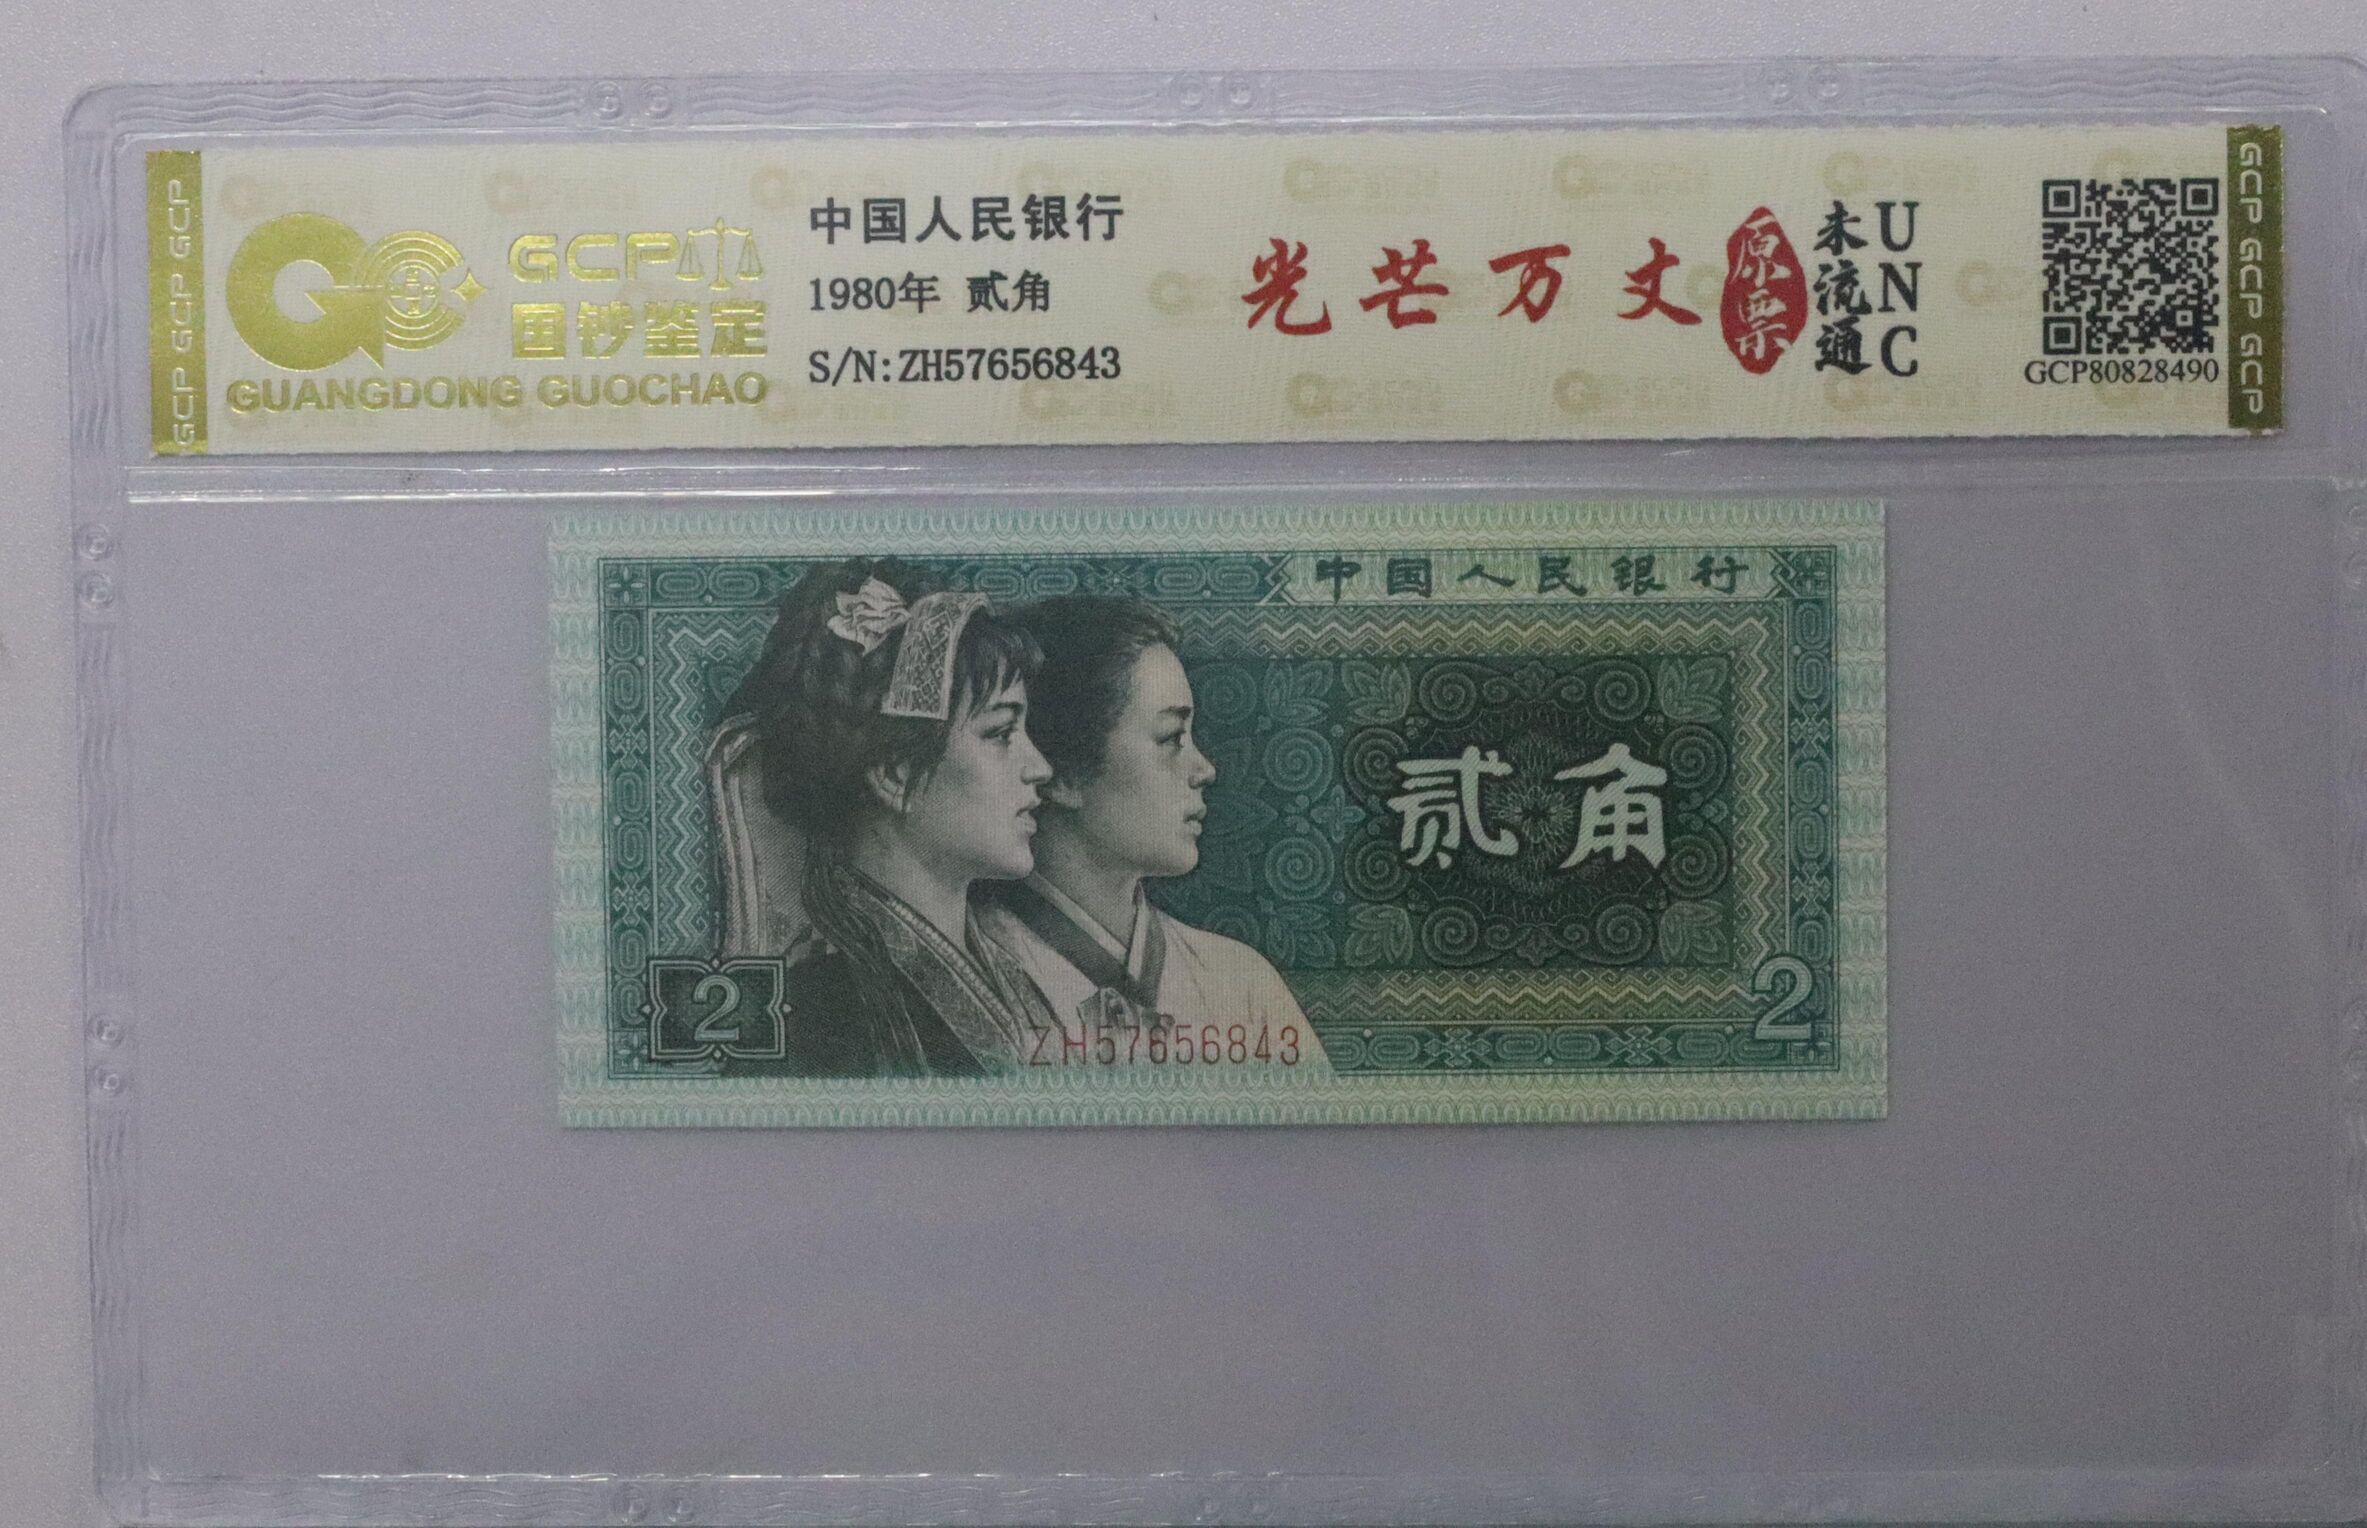 GCP GCP GCP
GCP
国钞鉴定
GUANGDONG GUOCHAO
中国人民银行
1980年 贰角
S/N:ZH57656843
光芒万丈
原票
未流通
UNC
GCP80828490
GCP GCP GCP
中国人民银行
贰角
2
2
ZH57656843